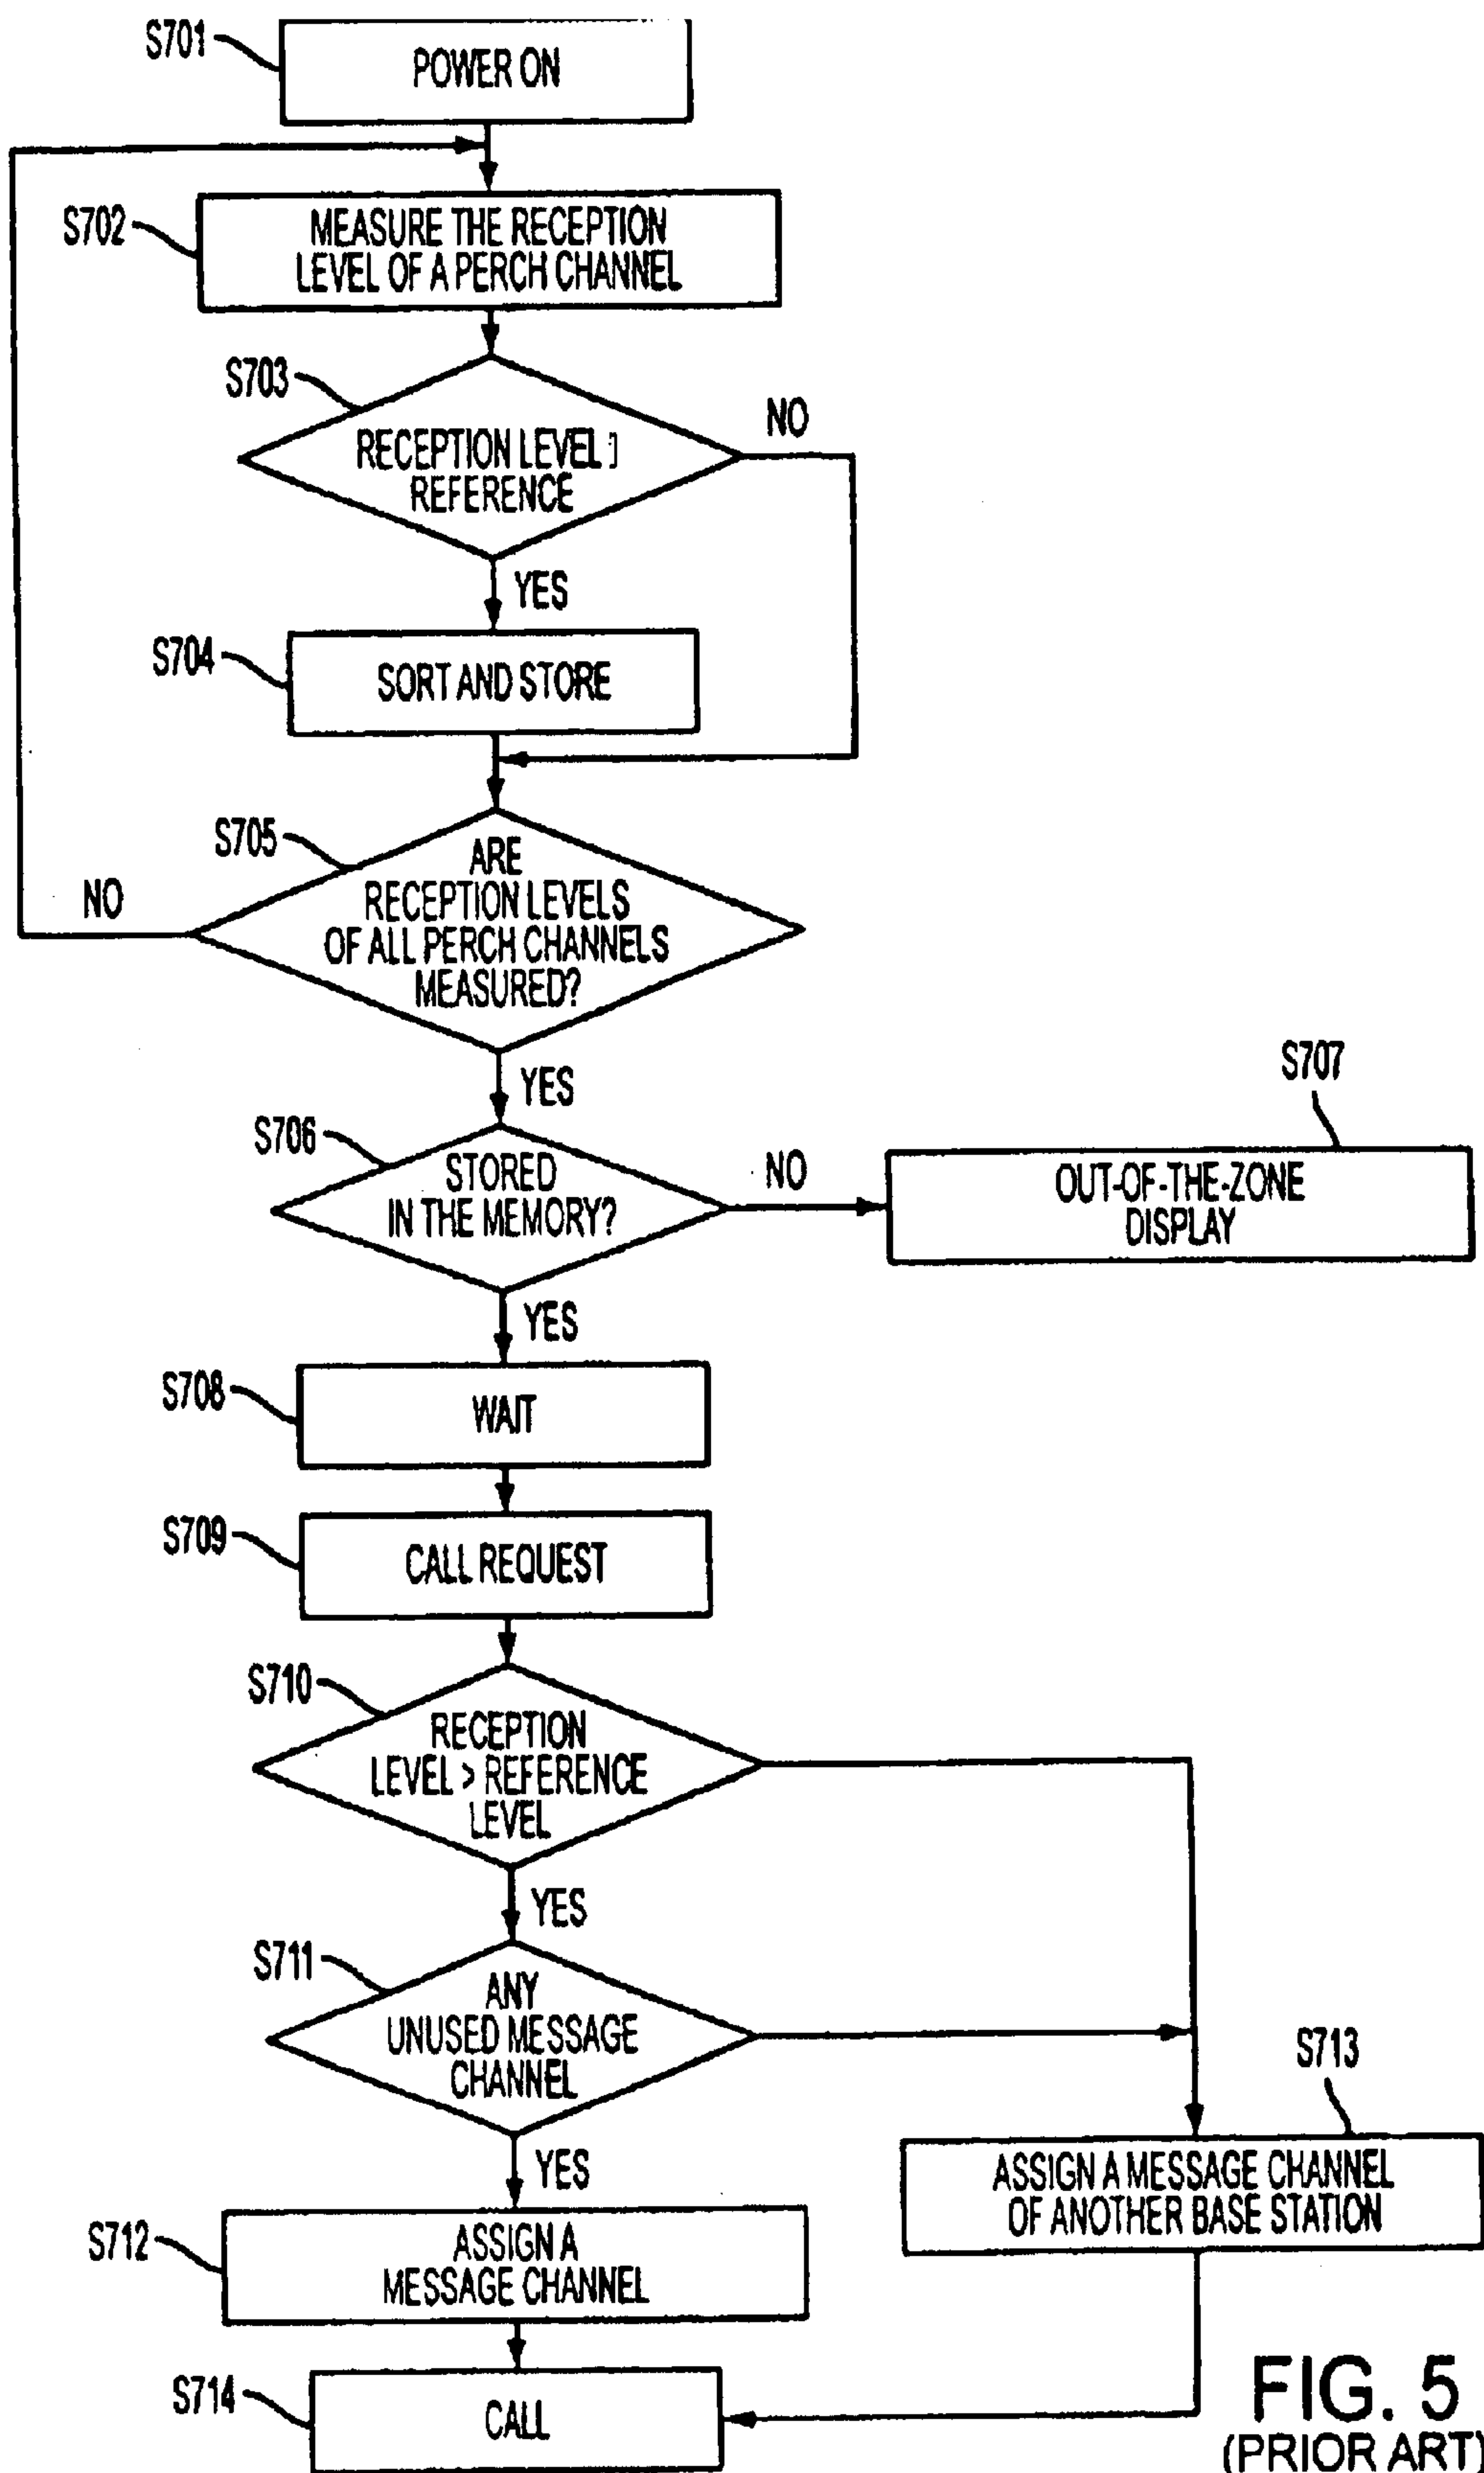 S701
POWER ON
S702
MEASURE THE RECEPTION
LEVEL OF A PERCH CHANNEL
S703
NO
RECEPTION LEVEL ]
REFERENCE
YES
S704
SORT AND STORE
S705
ARE
RECEPTION LEVELS
OF ALL PERCH CHANNELS
MEASURED?
NO
YES
S706
STORED
IN THE MEMORY?
NO
S707
OUT-OF-THE-ZONE
DISPLAY
YES
S708
WAIT
S709
CALL REQUEST
S710
RECEPTION
LEVEL > REFERENCE
LEVEL
YES
S711
ANY
UNUSED MESSAGE
CHANNEL
S713
YES
ASSIGN A MESSAGE CHANNEL
OF ANOTHER BASE STATION
S712
ASSIGN A
MESSAGE CHANNEL
S714
CALL
FIG. 5
(PRIOR ART)